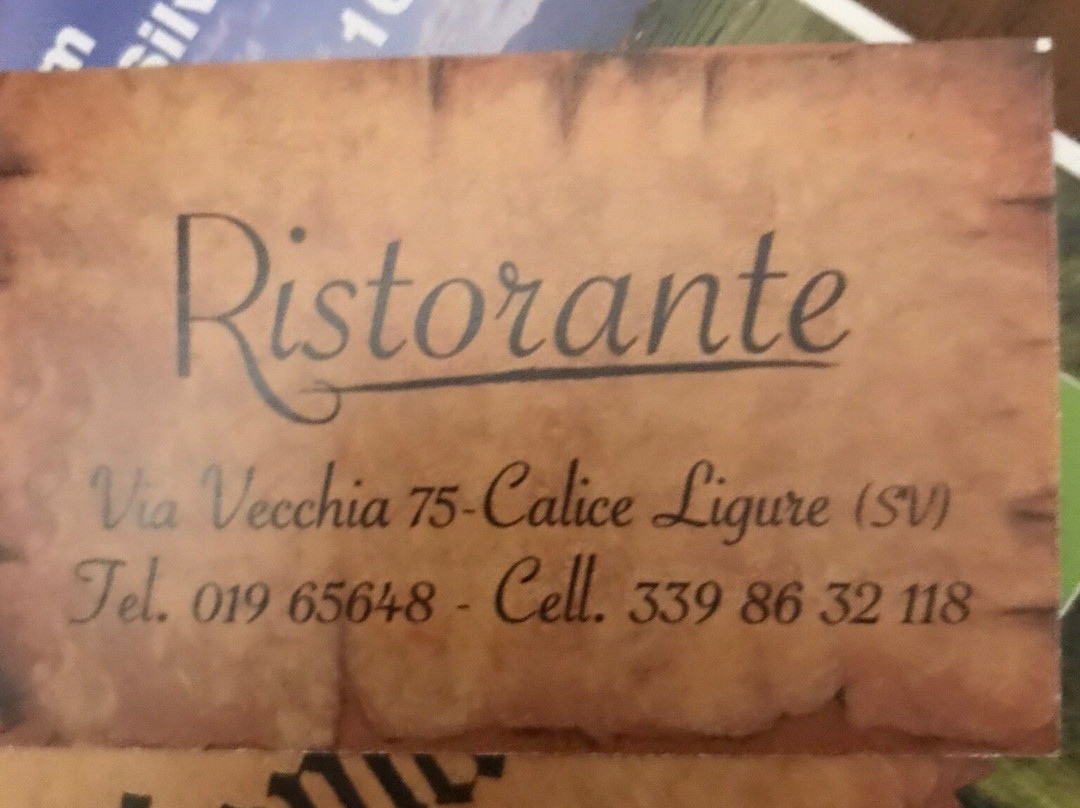 Ristorante
Via Vecchia 75-Calice Ligure (SV)
Tel. 019 65648 - Cell. 339 86 32 118